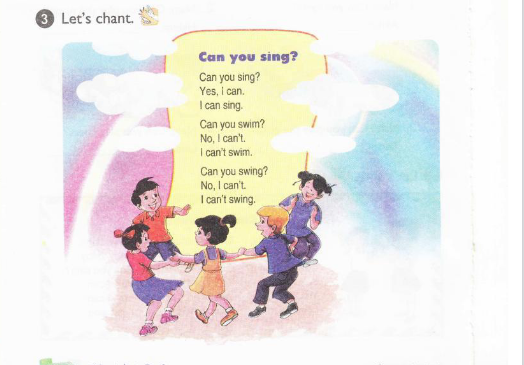 3 Let's chant.
Can you sing?
Can you sing?
Yes, I can.
I can sing.
Can you swim?
No, I can't.
I can't swim.
Can you swing?
No, I can't.
I can't swing.